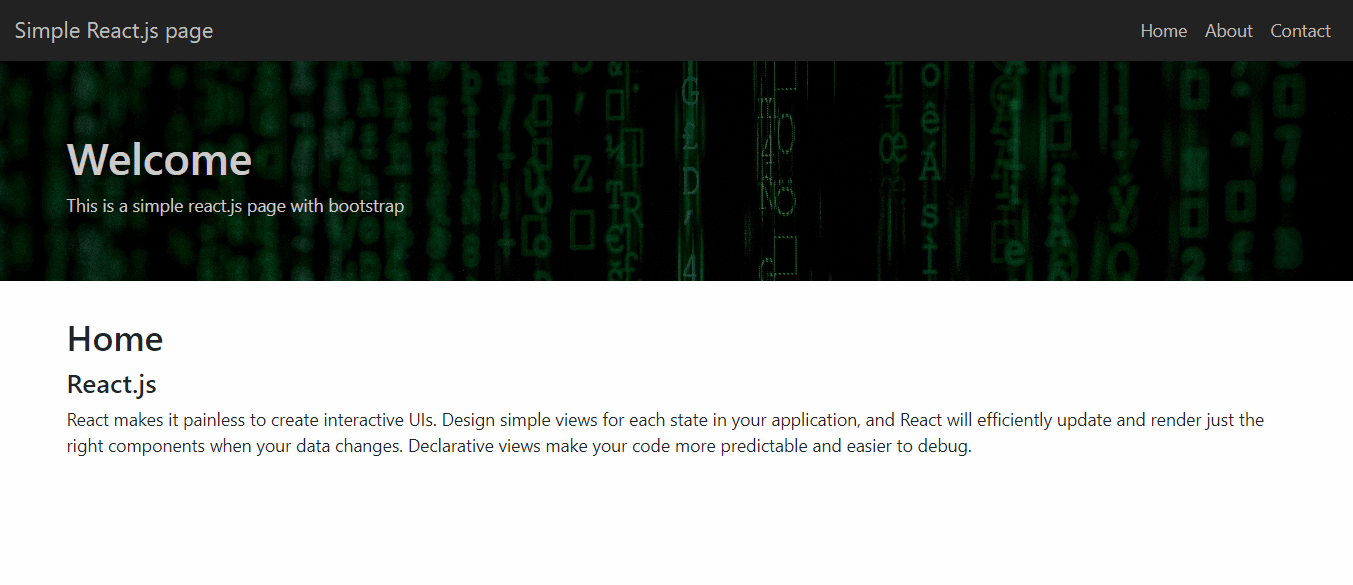 Simple React.js page
Home About Contact
Welcome
This is a simple react.js page with bootstrap
Home
React.js
React makes it painless to create interactive UIs. Design simple views for each state in your application, and React will efficiently update and render just the
right components when your data changes. Declarative views make your code more predictable and easier to debug.